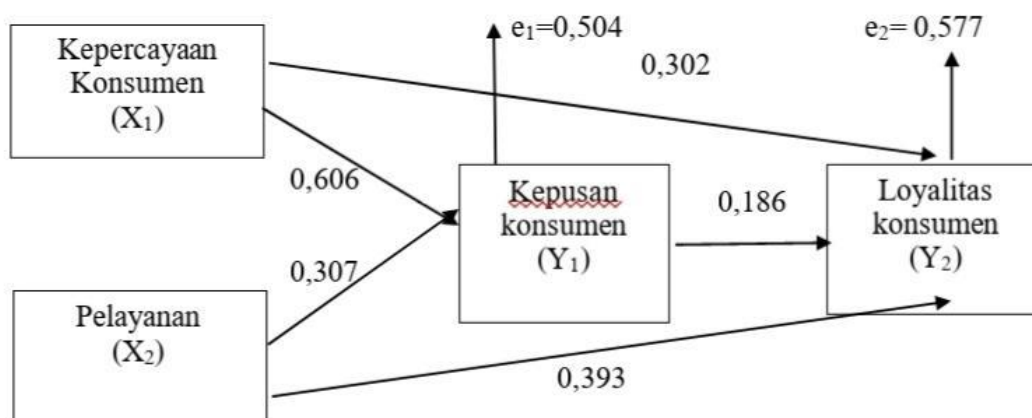 Kepercayaan
Konsumen
(X₁)
e₁=0,504
e₂= 0,577
0,302
0,606
Kepusan
konsumen
(Y₁)
0,186
Loyalitas
konsumen
(Y₂)
0,307
Pelayanan
(X₂)
0,393